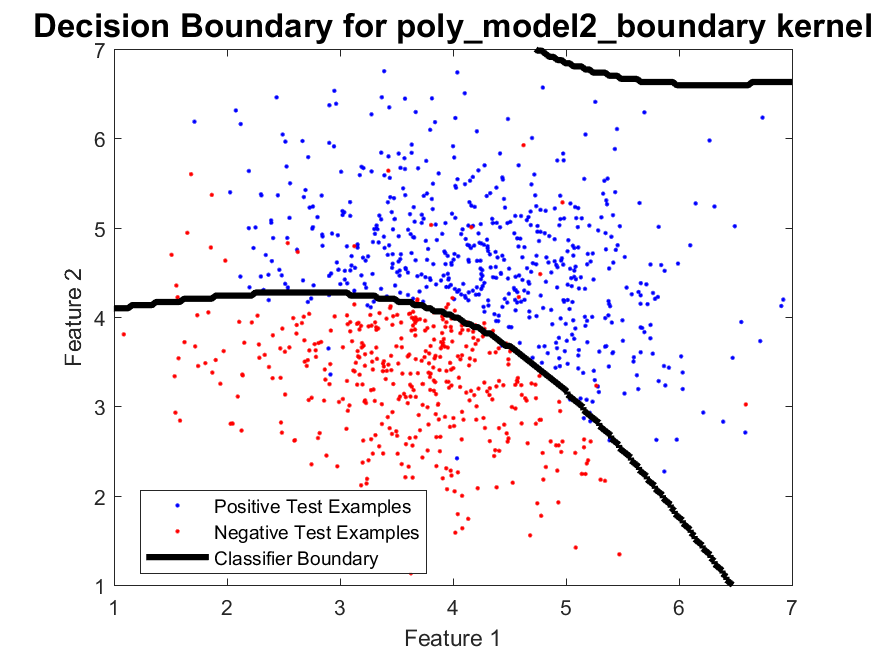 Decision Boundary for poly_model2_boundary kernel
7
6
5
4
3
2
1
Feature 2
Positive Test Examples
Negative Test Examples
Classifier Boundary
1 2 3 4 5 6 7
Feature 1